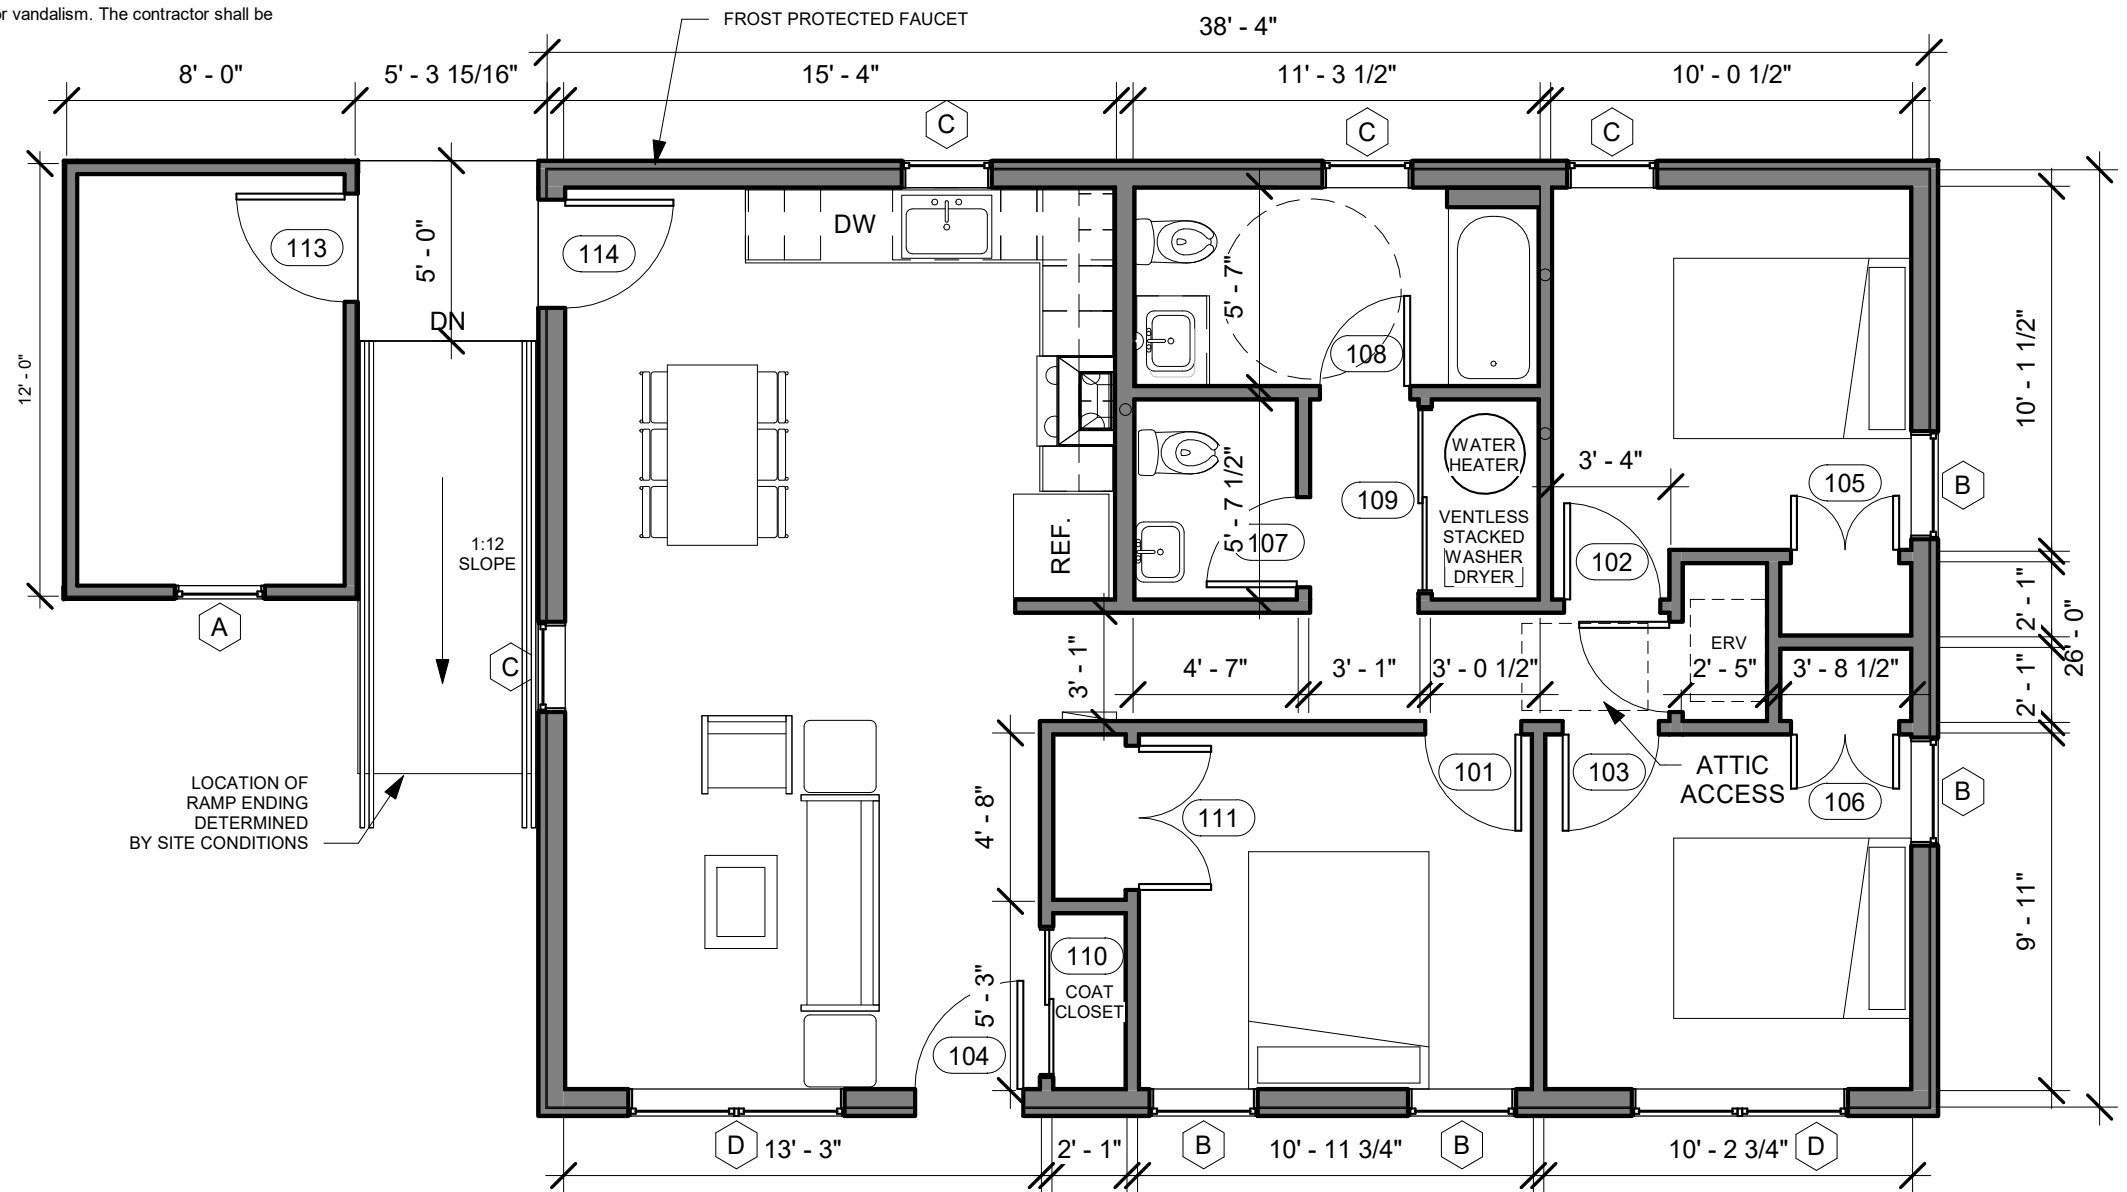 or vandalism. The contractor shall be
FROST PROTECTED FAUCET
38' - 4"
8' - 0"
5' - 3 15/16"
15' - 4"
11' - 3 1/2"
10' - 0 1/2"
C
C
C
113
5' - 0"
114
DW
5' - 7"
DN
108
12' - 0"
10' - 1 1/2"
WATER
HEATER
3' - 4"
105
B
109
VENTLESS
STACKED
WASHER
DRYER
5' - 7 1/2"
107
REF.
1:12
SLOPE
102
A
2' - 1"
26' - 0"
ERV
C
3' - 1"
4' - 7"
3' - 1"
3' - 0 1/2"
2' - 5"
3' - 8 1/2"
2' - 1"
LOCATION OF
RAMP ENDING
DETERMINED
BY SITE CONDITIONS
101
103
ATTIC
ACCESS
106
B
4' - 8"
111
9' - 11"
110
COAT
CLOSET
5' - 3"
104
D
13' - 3"
2' - 1"
B
10' - 11 3/4"
B
10' - 2 3/4"
D